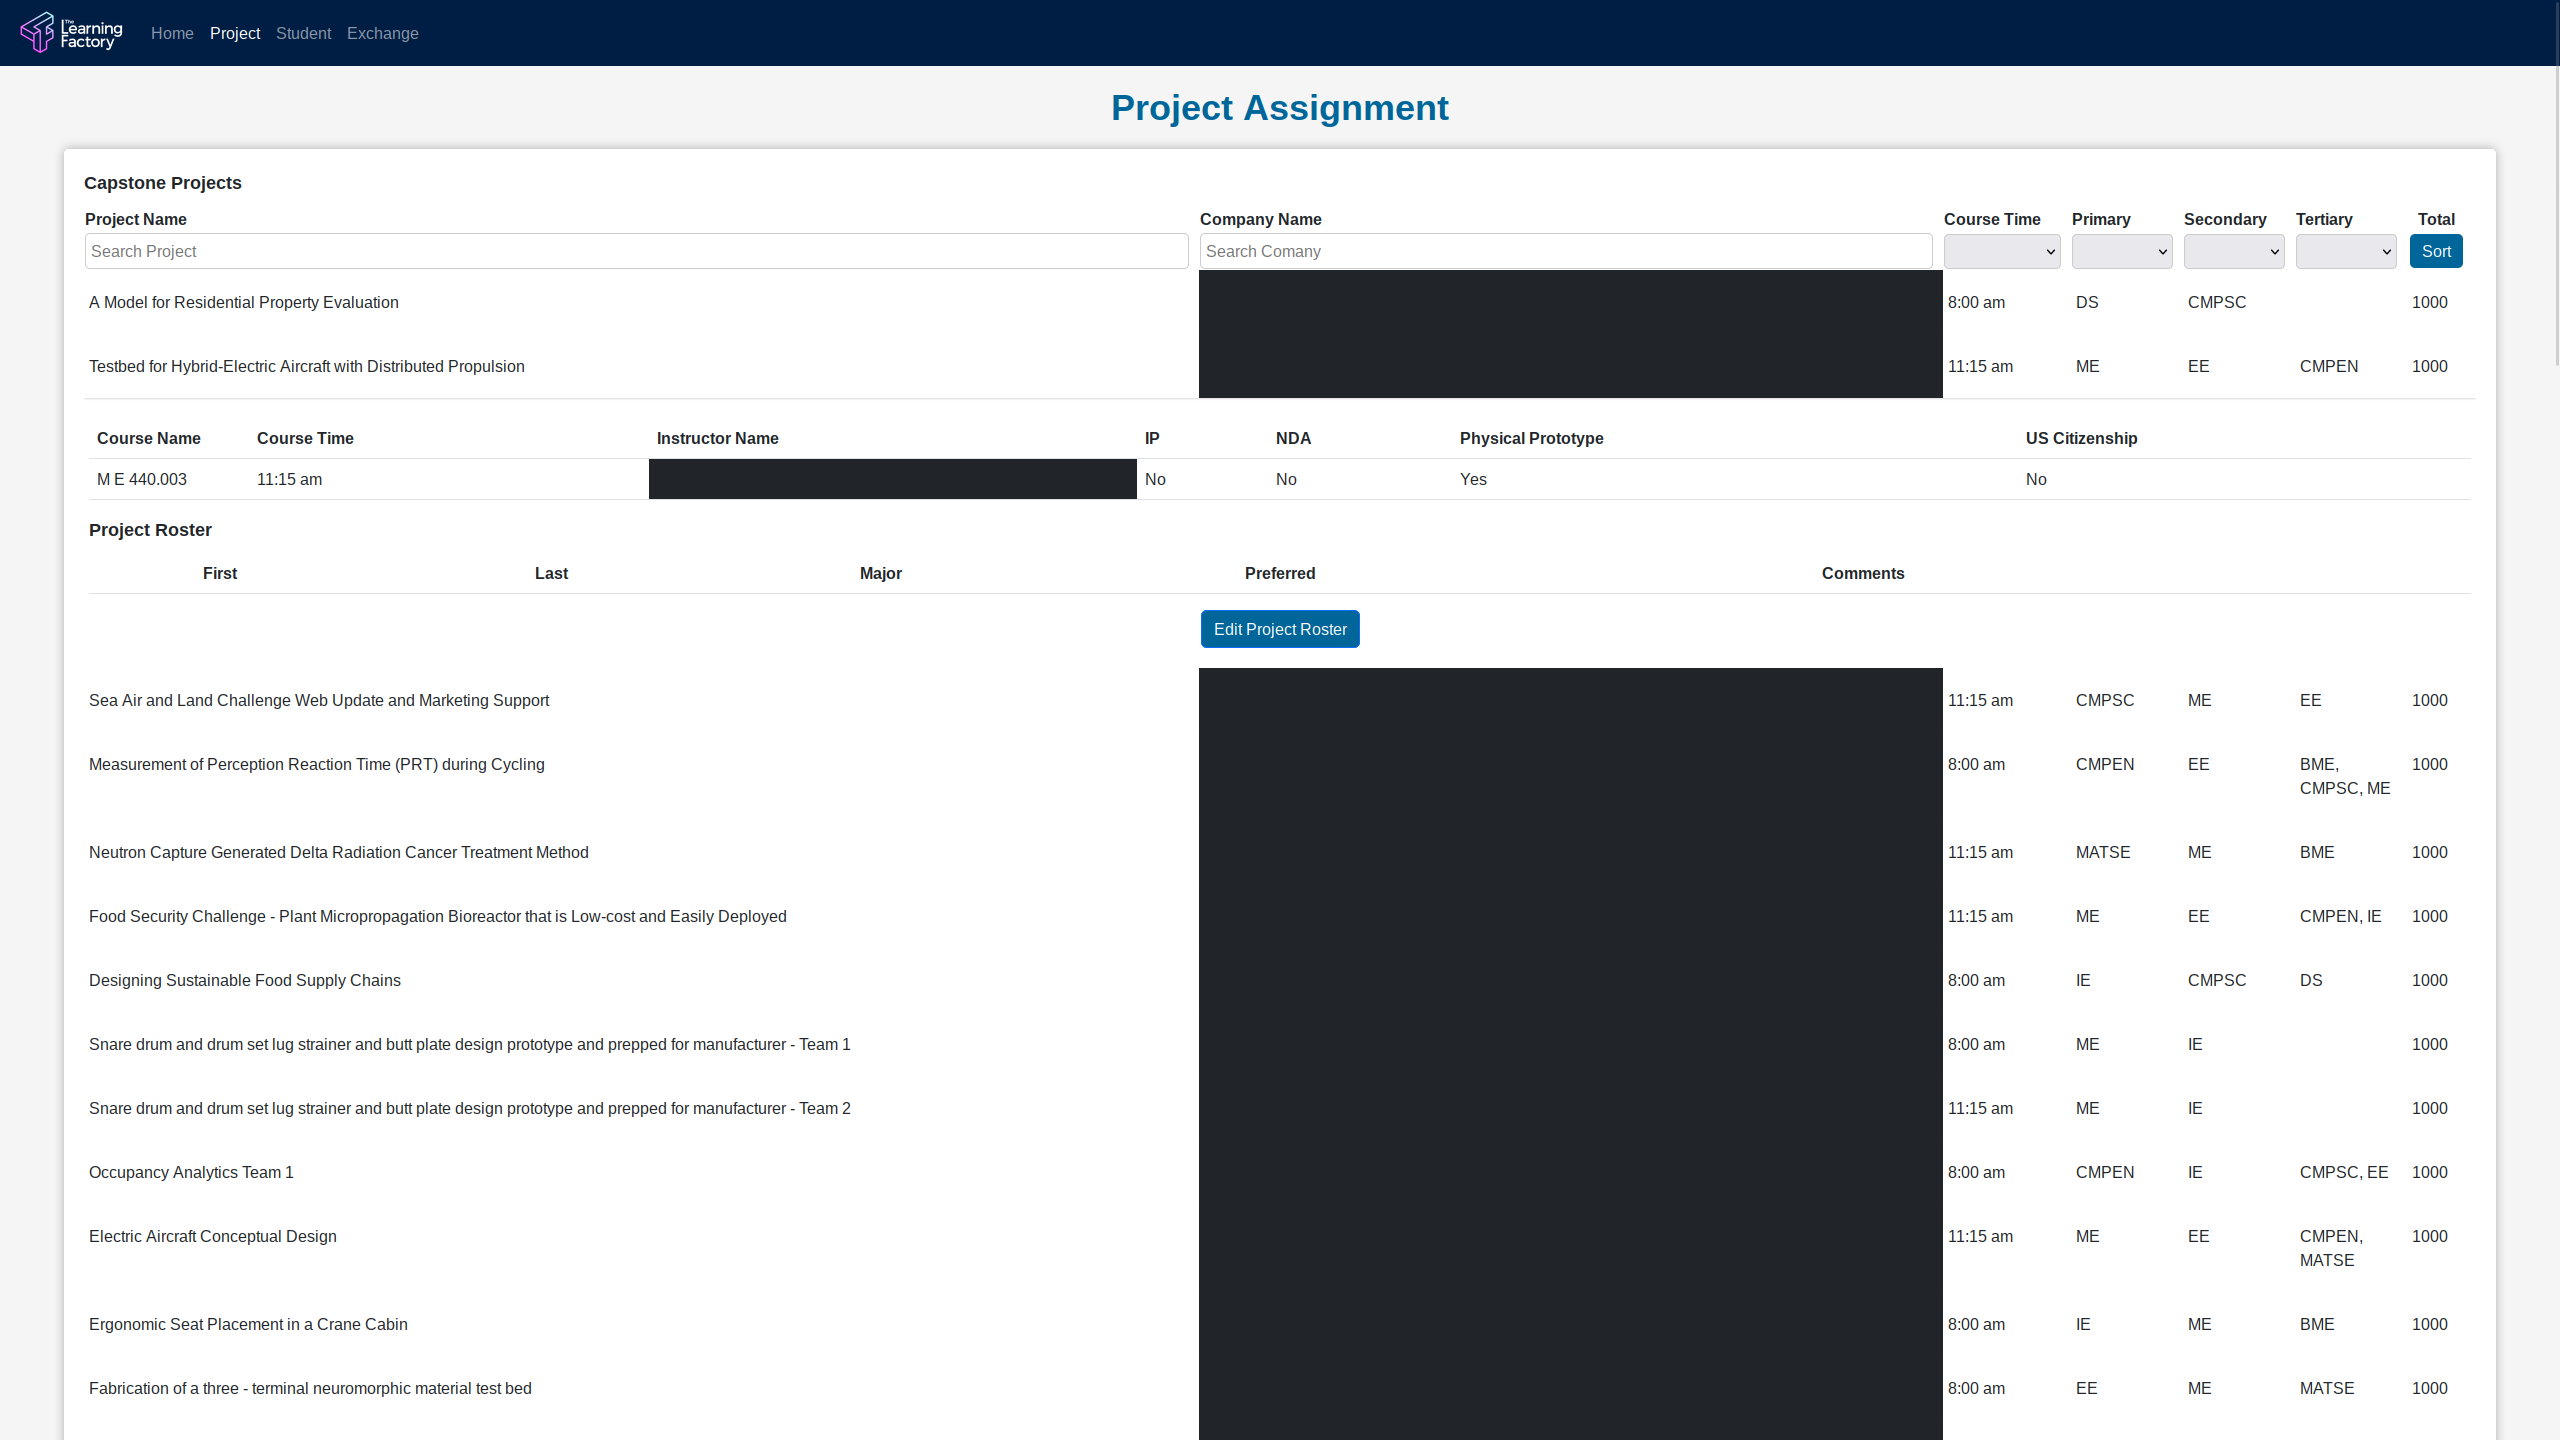 The Learning Factory Home Project Student Exchange
Project Assignment
Capstone Projects
Project Name Company Name Course Time Primary Secondary Tertiary Total
Search Project Search Comany Sort
A Model for Residential Property Evaluation 8:00 am DS CMPSC 1000
Testbed for Hybrid-Electric Aircraft with Distributed Propulsion 11:15 am ME EE CMPEN 1000
Course Name Course Time Instructor Name IP NDA Physical Prototype US Citizenship
M E 440.003 11:15 am No No Yes No
Project Roster
First Last Major Preferred Comments
Edit Project Roster
Sea Air and Land Challenge Web Update and Marketing Support 11:15 am CMPSC ME EE 1000
Measurement of Perception Reaction Time (PRT) during Cycling 8:00 am CMPEN EE BME, 1000
CMPSC, ME
Neutron Capture Generated Delta Radiation Cancer Treatment Method 11:15 am MATSE ME BME 1000
Food Security Challenge - Plant Micropropagation Bioreactor that is Low-cost and Easily Deployed 11:15 am ME EE CMPEN, IE 1000
Designing Sustainable Food Supply Chains 8:00 am IE CMPSC DS 1000
Snare drum and drum set lug strainer and butt plate design prototype and prepped for manufacturer - Team 1 8:00 am ME IE 1000
Snare drum and drum set lug strainer and butt plate design prototype and prepped for manufacturer - Team 2 11:15 am ME IE 1000
Occupancy Analytics Team 1 8:00 am CMPEN IE CMPSC, EE 1000
Electric Aircraft Conceptual Design 11:15 am ME EE CMPEN, 1000
MATSE
Ergonomic Seat Placement in a Crane Cabin 8:00 am IE ME BME 1000
Fabrication of a three - terminal neuromorphic material test bed 8:00 am EE ME MATSE 1000